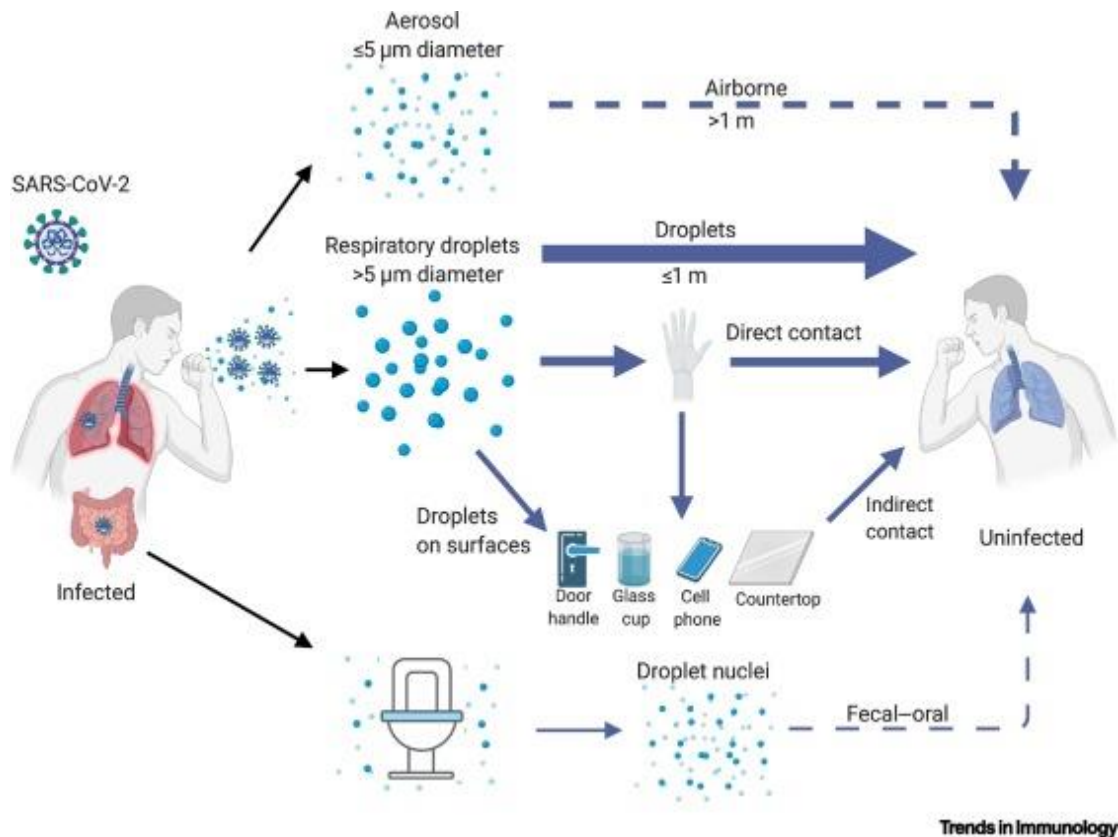 Aerosol
≤5 μm diameter
Airborne
>1 m
SARS-CoV-2
Respiratory droplets
>5 μm diameter
Droplets
≤1 m
Direct contact
Droplets
on surfaces
Indirect
contact
Infected
Uninfected
Door
handle
Glass
cup
Cell
phone
Countertop
Droplet nuclei
Fecal–oral
Trends in Immunology